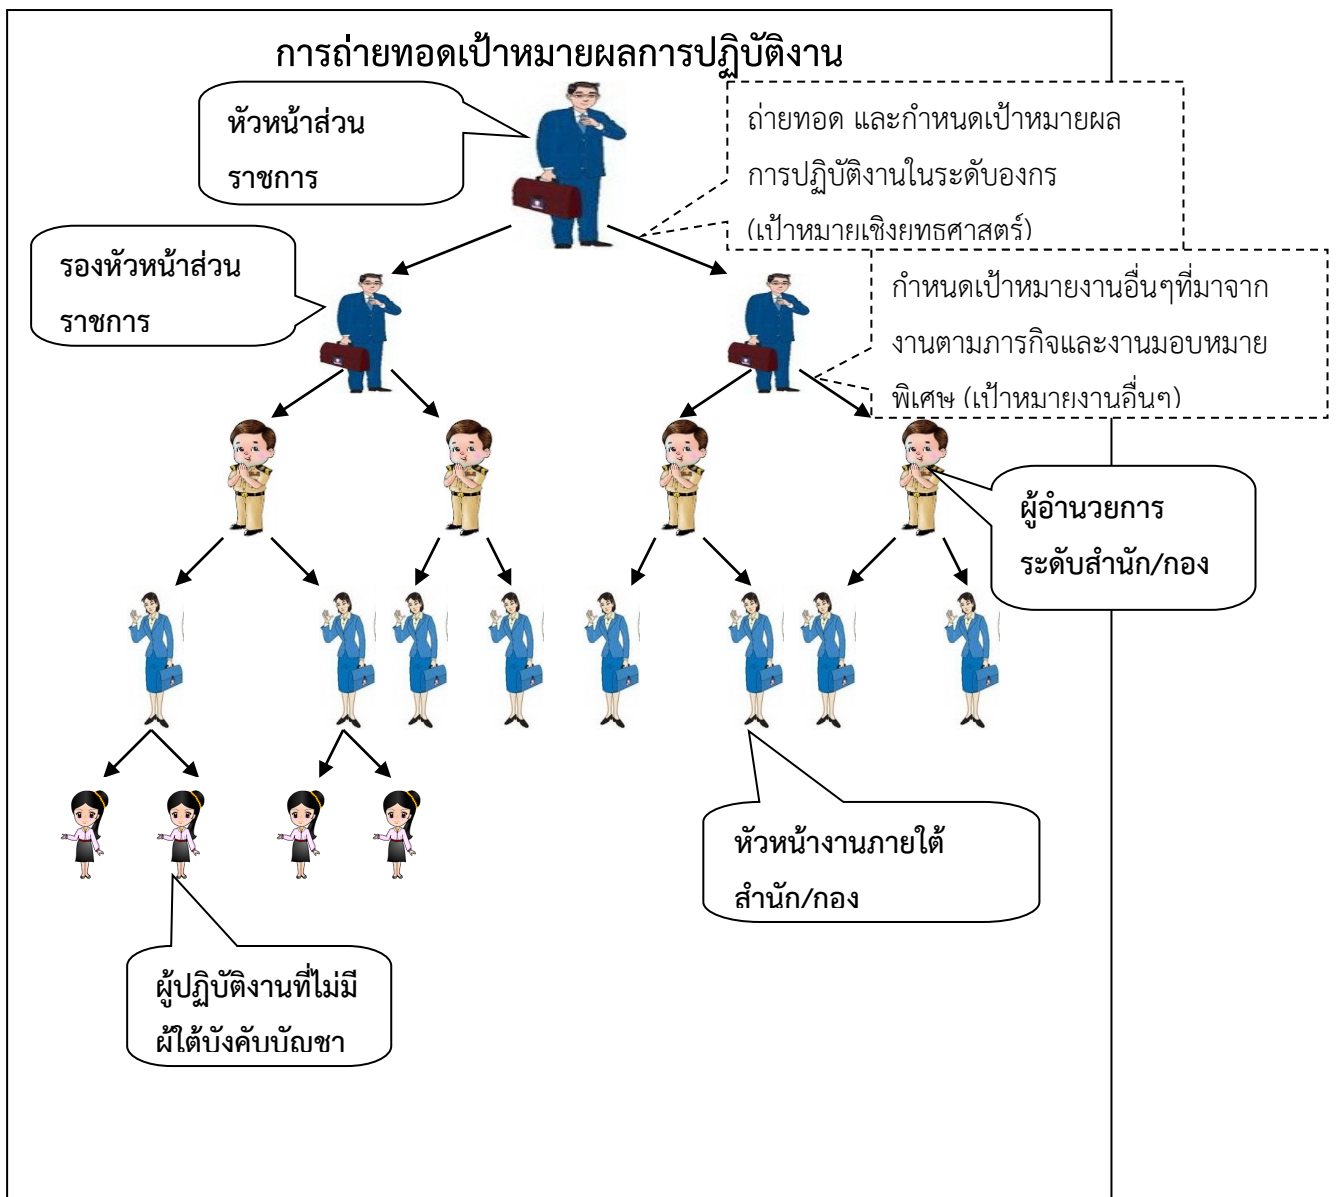 การถ่ายทอดเป้าหมายผลการปฏิบัติงาน
หัวหน้าส่วน
ราชการ
ถ่ายทอด และกำหนดเป้าหมายผล
การปฏิบัติงานในระดับองกร
(เป้าหมายเชิงยุทธศาสตร์)
รองหัวหน้าส่วน
ราชการ
กำหนดเป้าหมายงานอื่นๆที่มาจาก
งานตามภารกิจและงานมอบหมาย
พิเศษ (เป้าหมายงานอื่นๆ)
ผู้อำนวยการ
ระดับสำนัก/กอง
หัวหน้างานภายใต้
สำนัก/กอง
ผู้ปฏิบัติงานที่ไม่มี
ผู้ใต้บังคับบัญชา